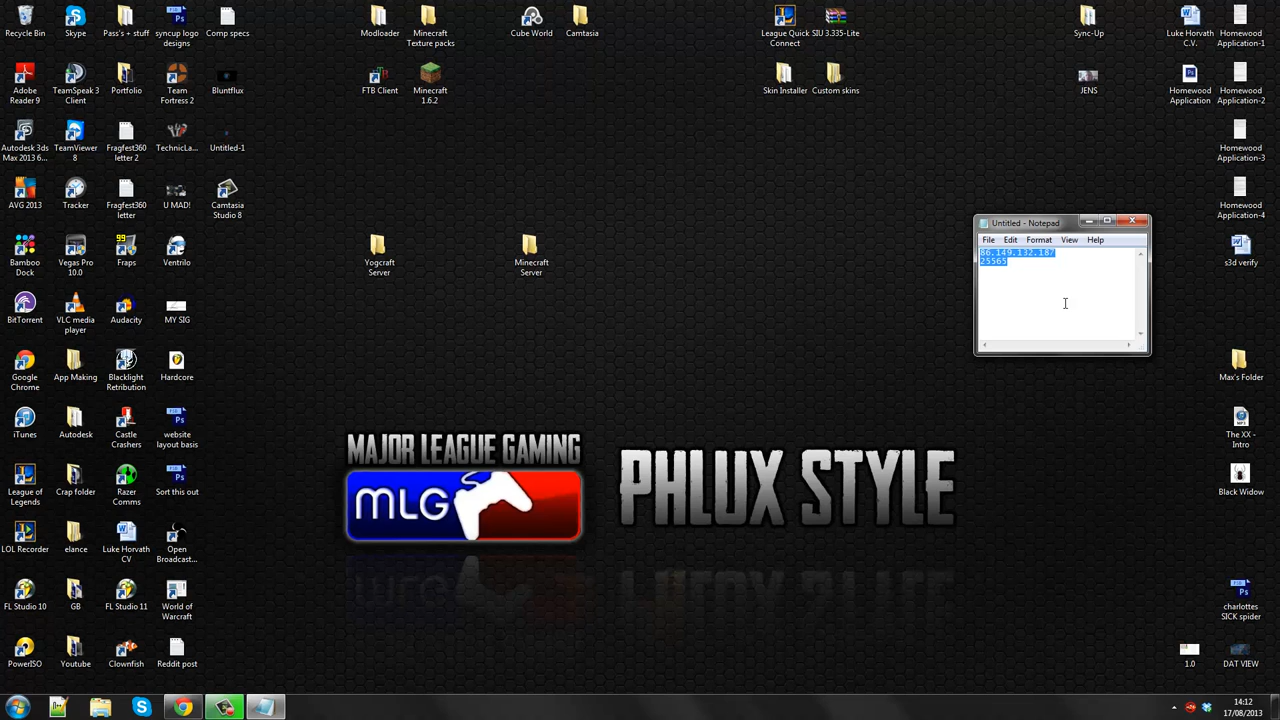 Recycle Bin
Skype
syncup logo
designs
Comp specs
Modloader
Minecraft
Texture packs
Cube World
Camtasia
League Quick
Connect
SIU 3.335-Lite
Sync-Up
Luke Horvath
C.V.
Homewood
Application-1
Pass's + stuff
Adobe
Reader 9
TeamSpeak 3
Client
Portfolio
Team
Fortress 2
Bluntflux
FTB Client
Minecraft
1.6.2
Skin Installer
Custom skins
JENS
Homewood
Application
Homewood
Application-2
Autodesk 3ds
Max 2013 6...
TeamViewer
8
Fragfest360
letter 2
TechnicLa...
Untitled-1
Homewood
Application-3
AVG 2013
Tracker
Fragfest360
letter
U MAD!
Camtasia
Studio 8
Homewood
Application-4
Untitled - Notepad
File Edit Format View Help
86.149.132.187
25565
Bamboo
Dock
Vegas Pro
10.0
99
Fraps
Ventrilo
Yogcraft
Server
Minecraft
Server
s3d verify
BitTorrent
VLC media
player
Audacity
MY SIG
Google
Chrome
App Making
Blacklight
Retribution
Hardcore
Max's Folder
iTunes
Autodesk
Castle
Crashers
website
layout basis
The XX -
Intro
MAJOR LEAGUE GAMING
MLG
PHLUX STYLE
League of
Legends
Crap folder
Razer
Comms
Sort this out
Black Widow
LOL Recorder
elance
Luke Horvath
CV
Open
Broadcast...
FL Studio 10
GB
FL Studio 11
World of
Warcraft
charlottes
SICK spider
PowerISO
Youtube
Clownfish
Reddit post
1.0
DAT VIEW
14:12
17/08/2013